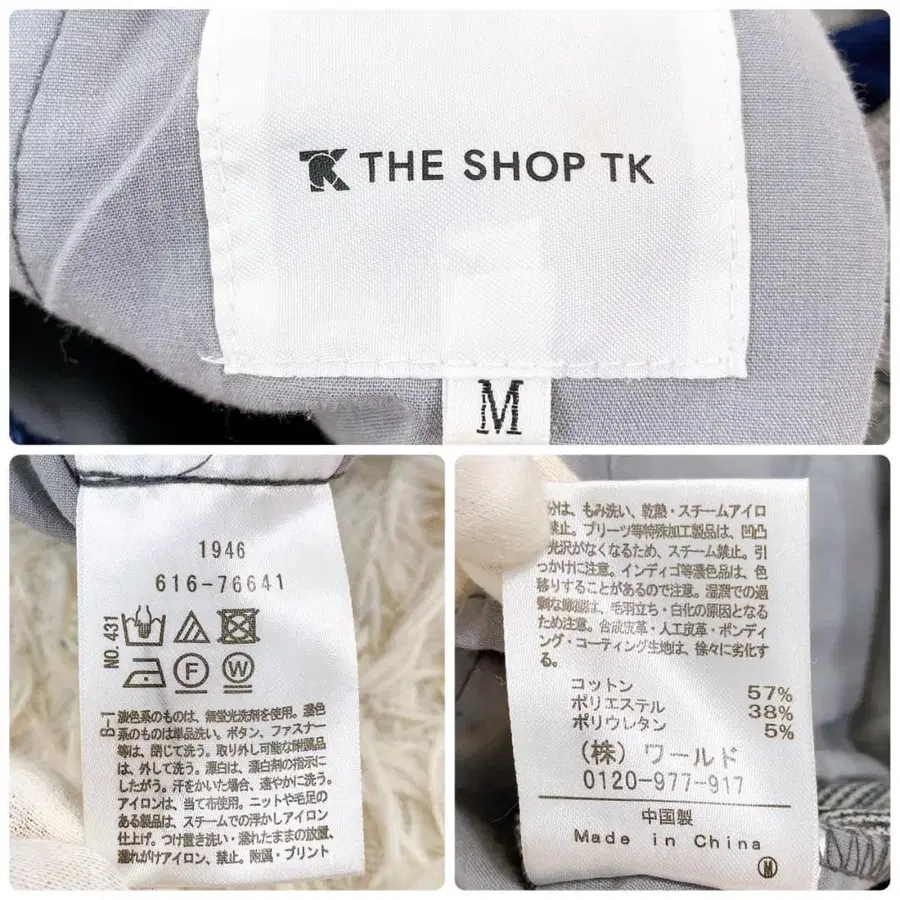 THE SHOP TK
M
1946
616-76641
NO.431
F
W
B-1
淡色系のものは、無蛍光洗剤を使用。濃色
系のものは単品洗い。ボタン、ファスナー
等は、閉じて洗う。取り外し可能な附属品
は、外して洗う。漂白は、漂白剤の指示に
したがう。汗をかいた場合、速やかに洗う。
アイロンは、当て布使用。ニットや毛足の
ある製品は、スチームでの浮かしアイロン
仕上げ。つけ置き洗い・濡れたままの放置、
濡れがけアイロン、禁止。附属・プリント
分は、もみ洗い、乾熱・スチームアイロ
禁止。プリーツ等特殊加工製品は、凹凸
光沢がなくなるため、スチーム禁止。引
っかけに注意。インディゴ等濃色品は、色
移りすることがあるので注意。湿潤での過
は、毛羽立ち・白化の原因となる
ため注意。合成皮革・人工皮革・ボンディ
ング・コーティング生地は、徐々に劣化す
る。
コットン 57%
ポリエステル 38%
ポリウレタン 5%
(株) ワールド
0120-977-917
中国製
Made in China
M